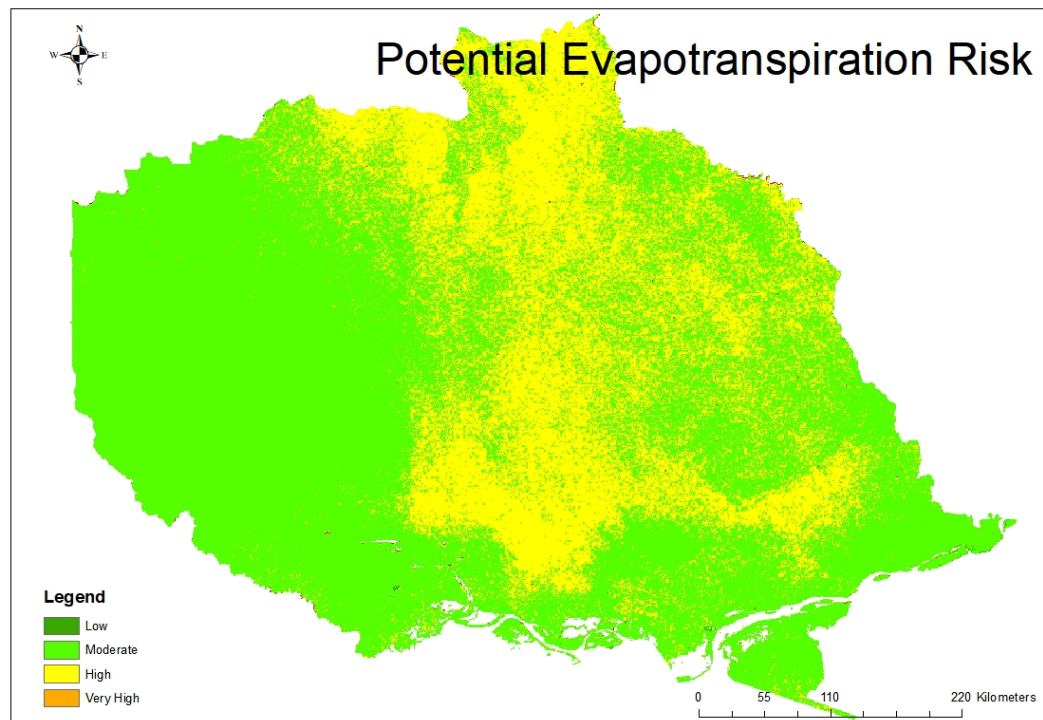 N
W E
S
Potential Evapotranspiration Risk
Legend
Low
Moderate
High
Very High
0 55 110 220 Kilometers